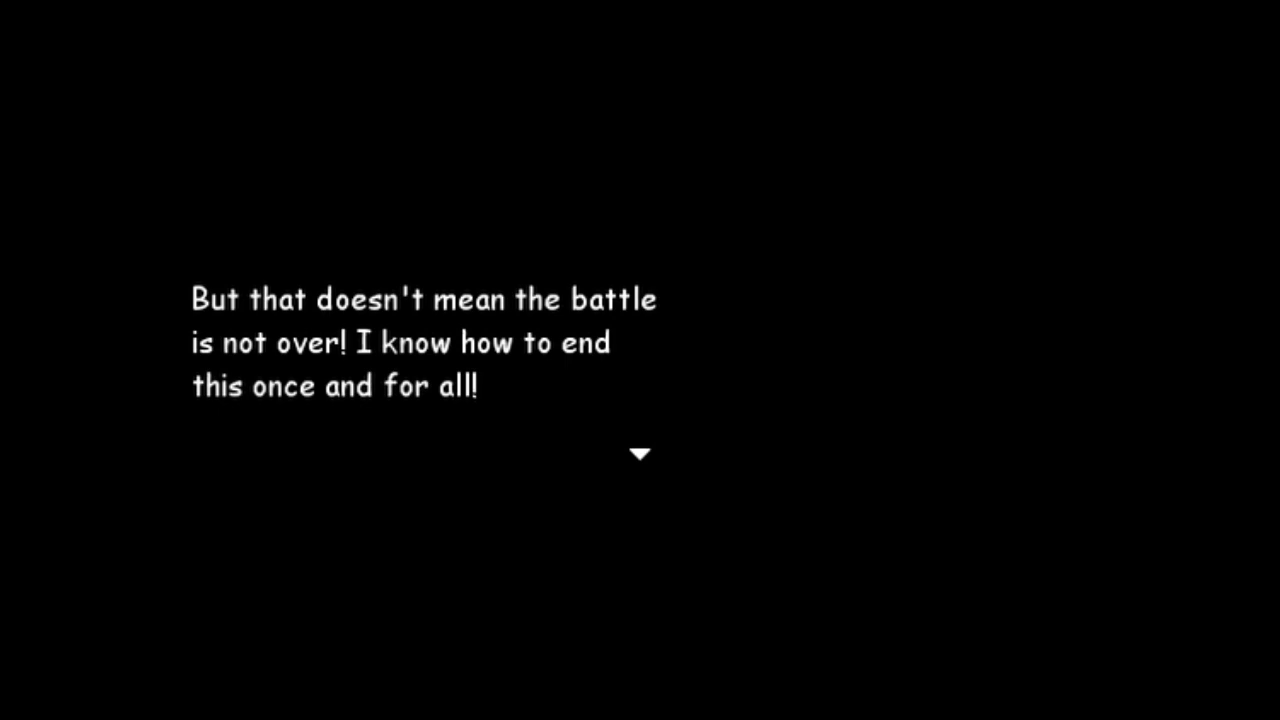 But that doesn't mean the battle
is not over! I know how to end
this once and for all!